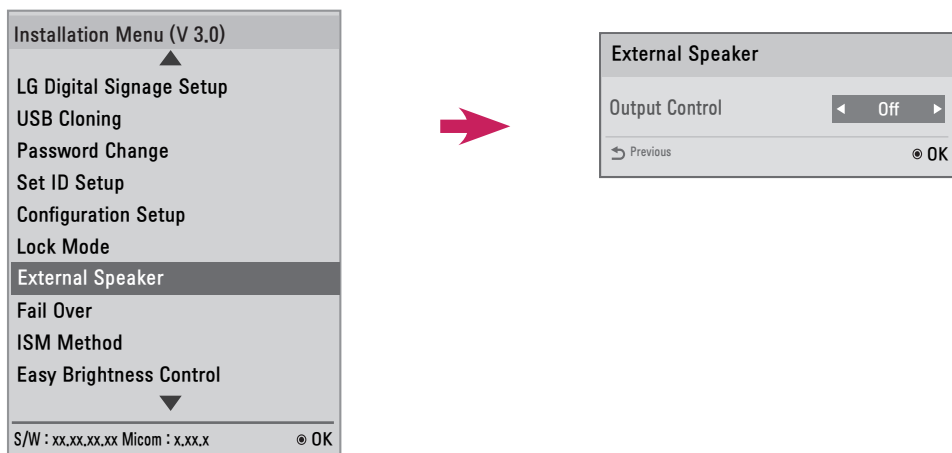 Installation Menu (V 3.0)
LG Digital Signage Setup
USB Cloning
Password Change
Set ID Setup
Configuration Setup
Lock Mode
External Speaker
Fail Over
ISM Method
Easy Brightness Control
S/W : xx.xx.xx.xx Micom : x.xx.x ◉ OK
External Speaker
Output Control ◀ Off ▶
Previous ◉ OK